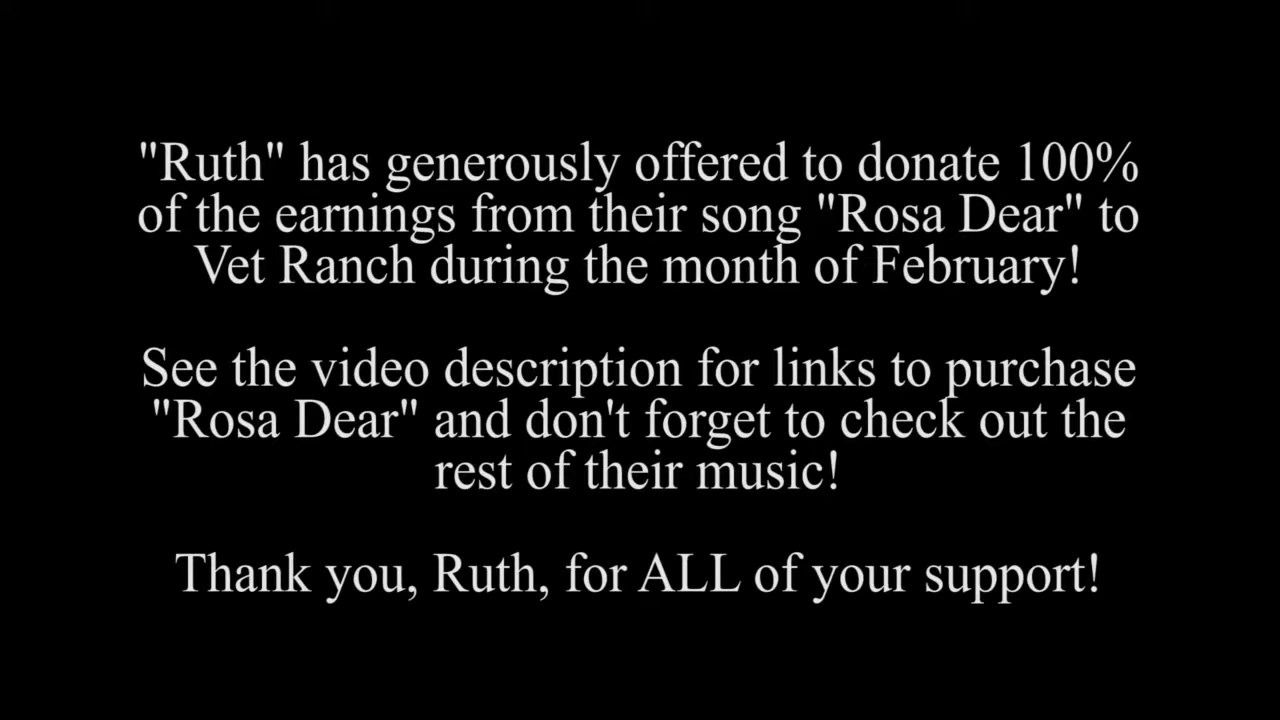 "Ruth" has generously offered to donate 100%
of the earnings from their song "Rosa Dear" to
Vet Ranch during the month of February!
See the video description for links to purchase
"Rosa Dear" and don't forget to check out the
rest of their music!
Thank you, Ruth, for ALL of your support!